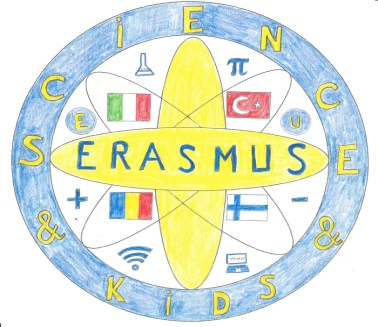 SCiENCE
π
E U
ERASMUS
+ −
& KiDS &